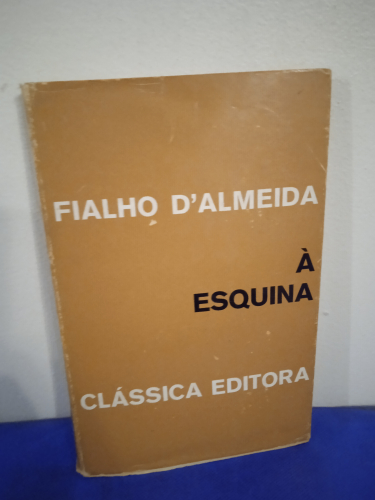 FIALHO D'ALMEIDA
À
ESQUINA
CLÁSSICA EDITORA